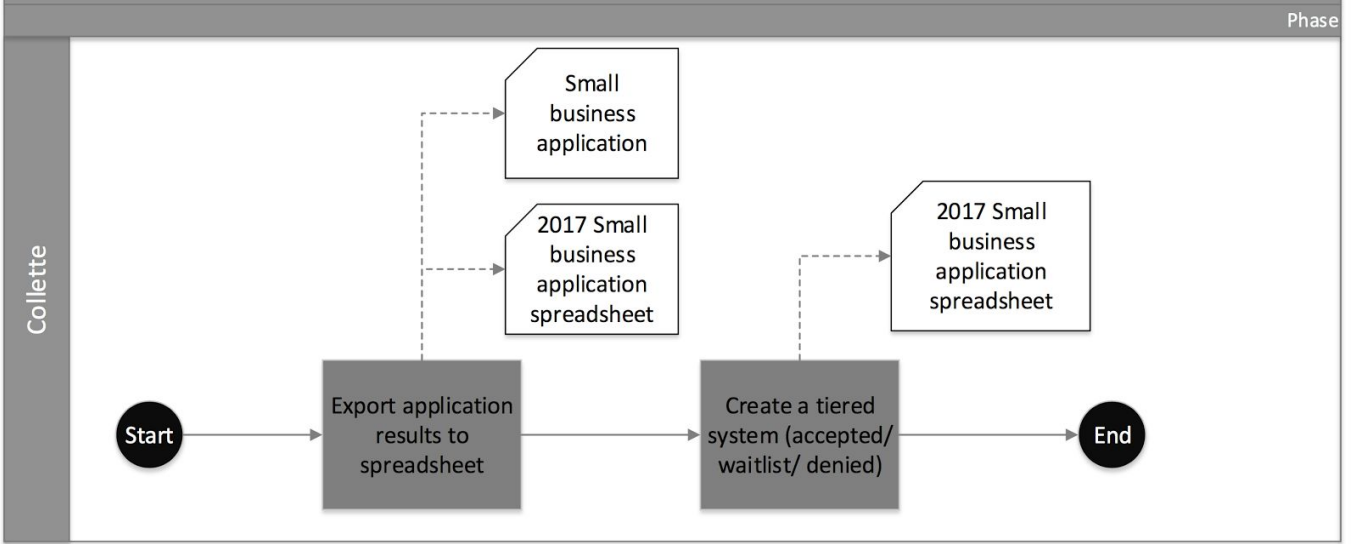 Phase
Collette
Small
business
application
2017 Small
business
application
spreadsheet
2017 Small
business
application
spreadsheet
Start
Export application
results to
spreadsheet
Create a tiered
system (accepted/
waitlist/ denied)
End